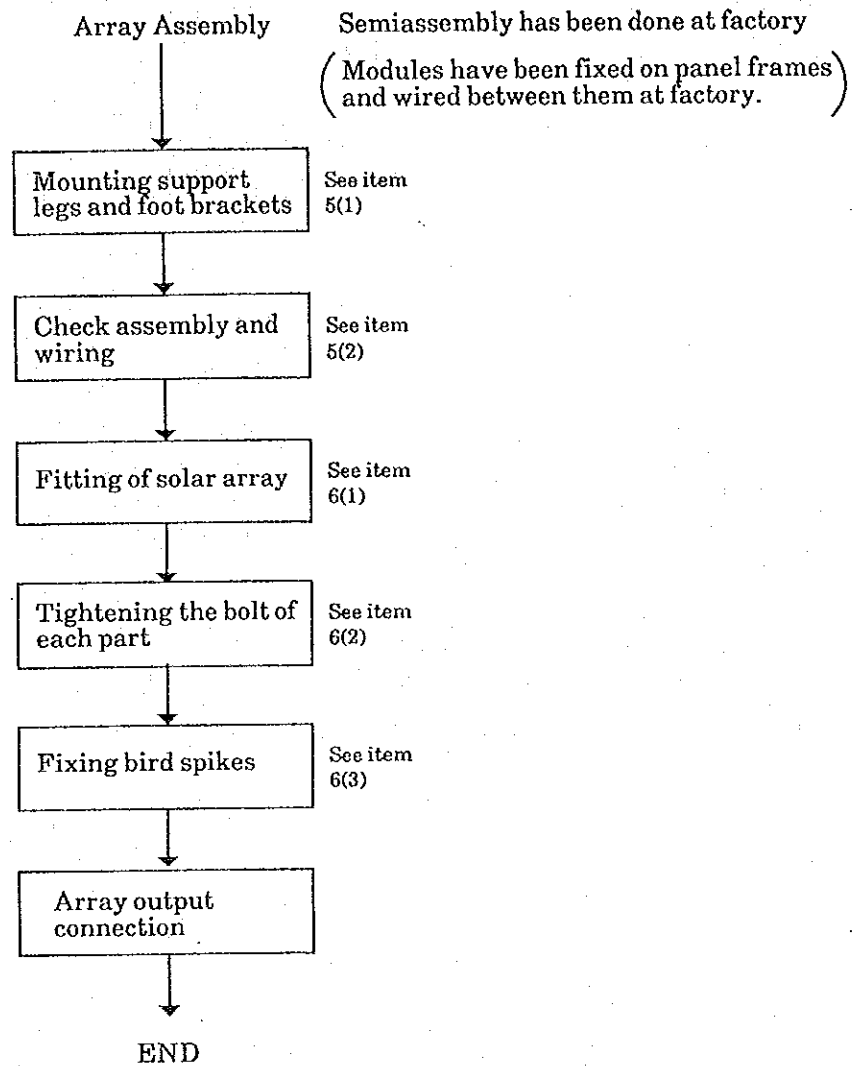 Array Assembly
Semiassembly has been done at factory
(Modules have been fixed on panel frames
and wired between them at factory.)
Mounting support
legs and foot brackets
See item
5(1)
Check assembly and
wiring
See item
5(2)
Fitting of solar array
See item
6(1)
Tightening the bolt of
each part
See item
6(2)
Fixing bird spikes
See item
6(3)
Array output
connection
END